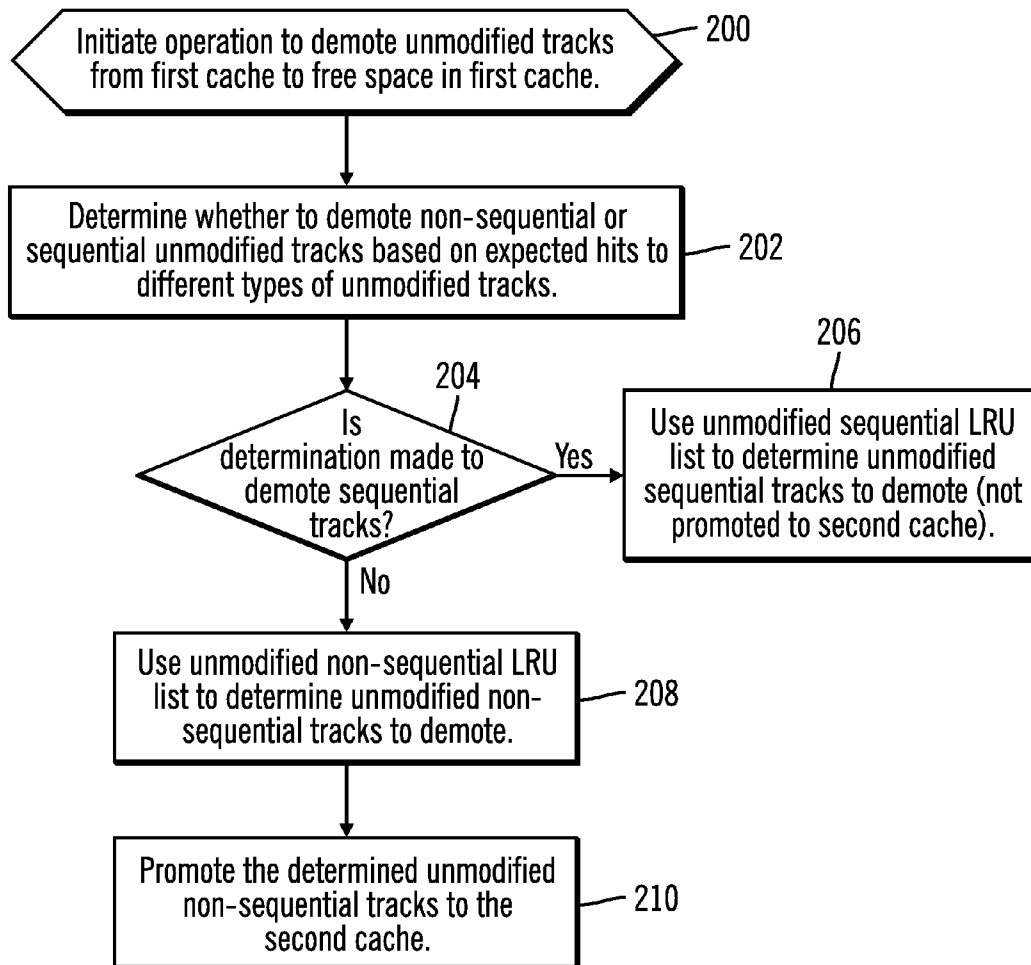 Initiate operation to demote unmodified tracks
from first cache to free space in first cache.
200
Determine whether to demote non-sequential or
sequential unmodified tracks based on expected hits to
different types of unmodified tracks.
202
204
Is
determination made to
demote sequential
tracks?
Yes
206
Use unmodified sequential LRU
list to determine unmodified
sequential tracks to demote (not
promoted to second cache).
No
Use unmodified non-sequential LRU
list to determine unmodified non-
sequential tracks to demote.
208
Promote the determined unmodified
non-sequential tracks to the
second cache.
210